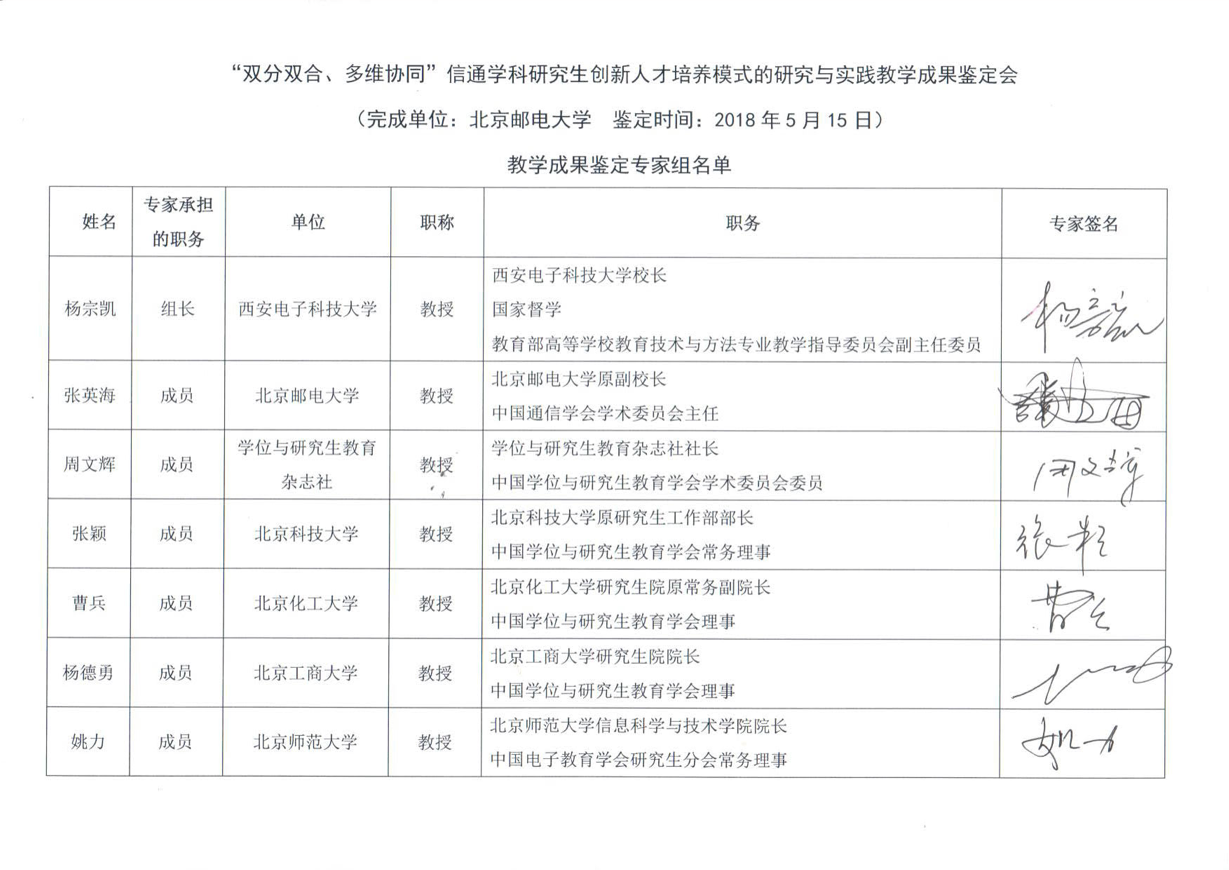 “双分双合、多维协同”信通学科研究生创新人才培养模式的研究与实践教学成果鉴定会
（完成单位：北京邮电大学 鉴定时间：2018 年 5 月 15 日）
教学成果鉴定专家组名单
姓名 专家承担的职务 单位 职称 职务 专家签名
杨宗凯 组长 西安电子科技大学 教授 西安电子科技大学校长
国家督学
教育部高等学校教育技术与方法专业教学指导委员会副主任委员
张英海 成员 北京邮电大学 教授 北京邮电大学原副校长
中国通信学会学术委员会主任
周文辉 成员 学位与研究生教育杂志社 教授 学位与研究生教育杂志社社长
中国学位与研究生教育学会学术委员会委员
周文辉
张颖 成员 北京科技大学 教授 北京科技大学原研究生工作部部长
中国学位与研究生教育学会常务理事
张颖
曹兵 成员 北京化工大学 教授 北京化工大学研究生院原常务副院长
中国学位与研究生教育学会理事
曹兵
杨德勇 成员 北京工商大学 教授 北京工商大学研究生院院长
中国学位与研究生教育学会理事
姚力 成员 北京师范大学 教授 北京师范大学信息科学与技术学院院长
中国电子教育学会研究生分会常务理事
姚力